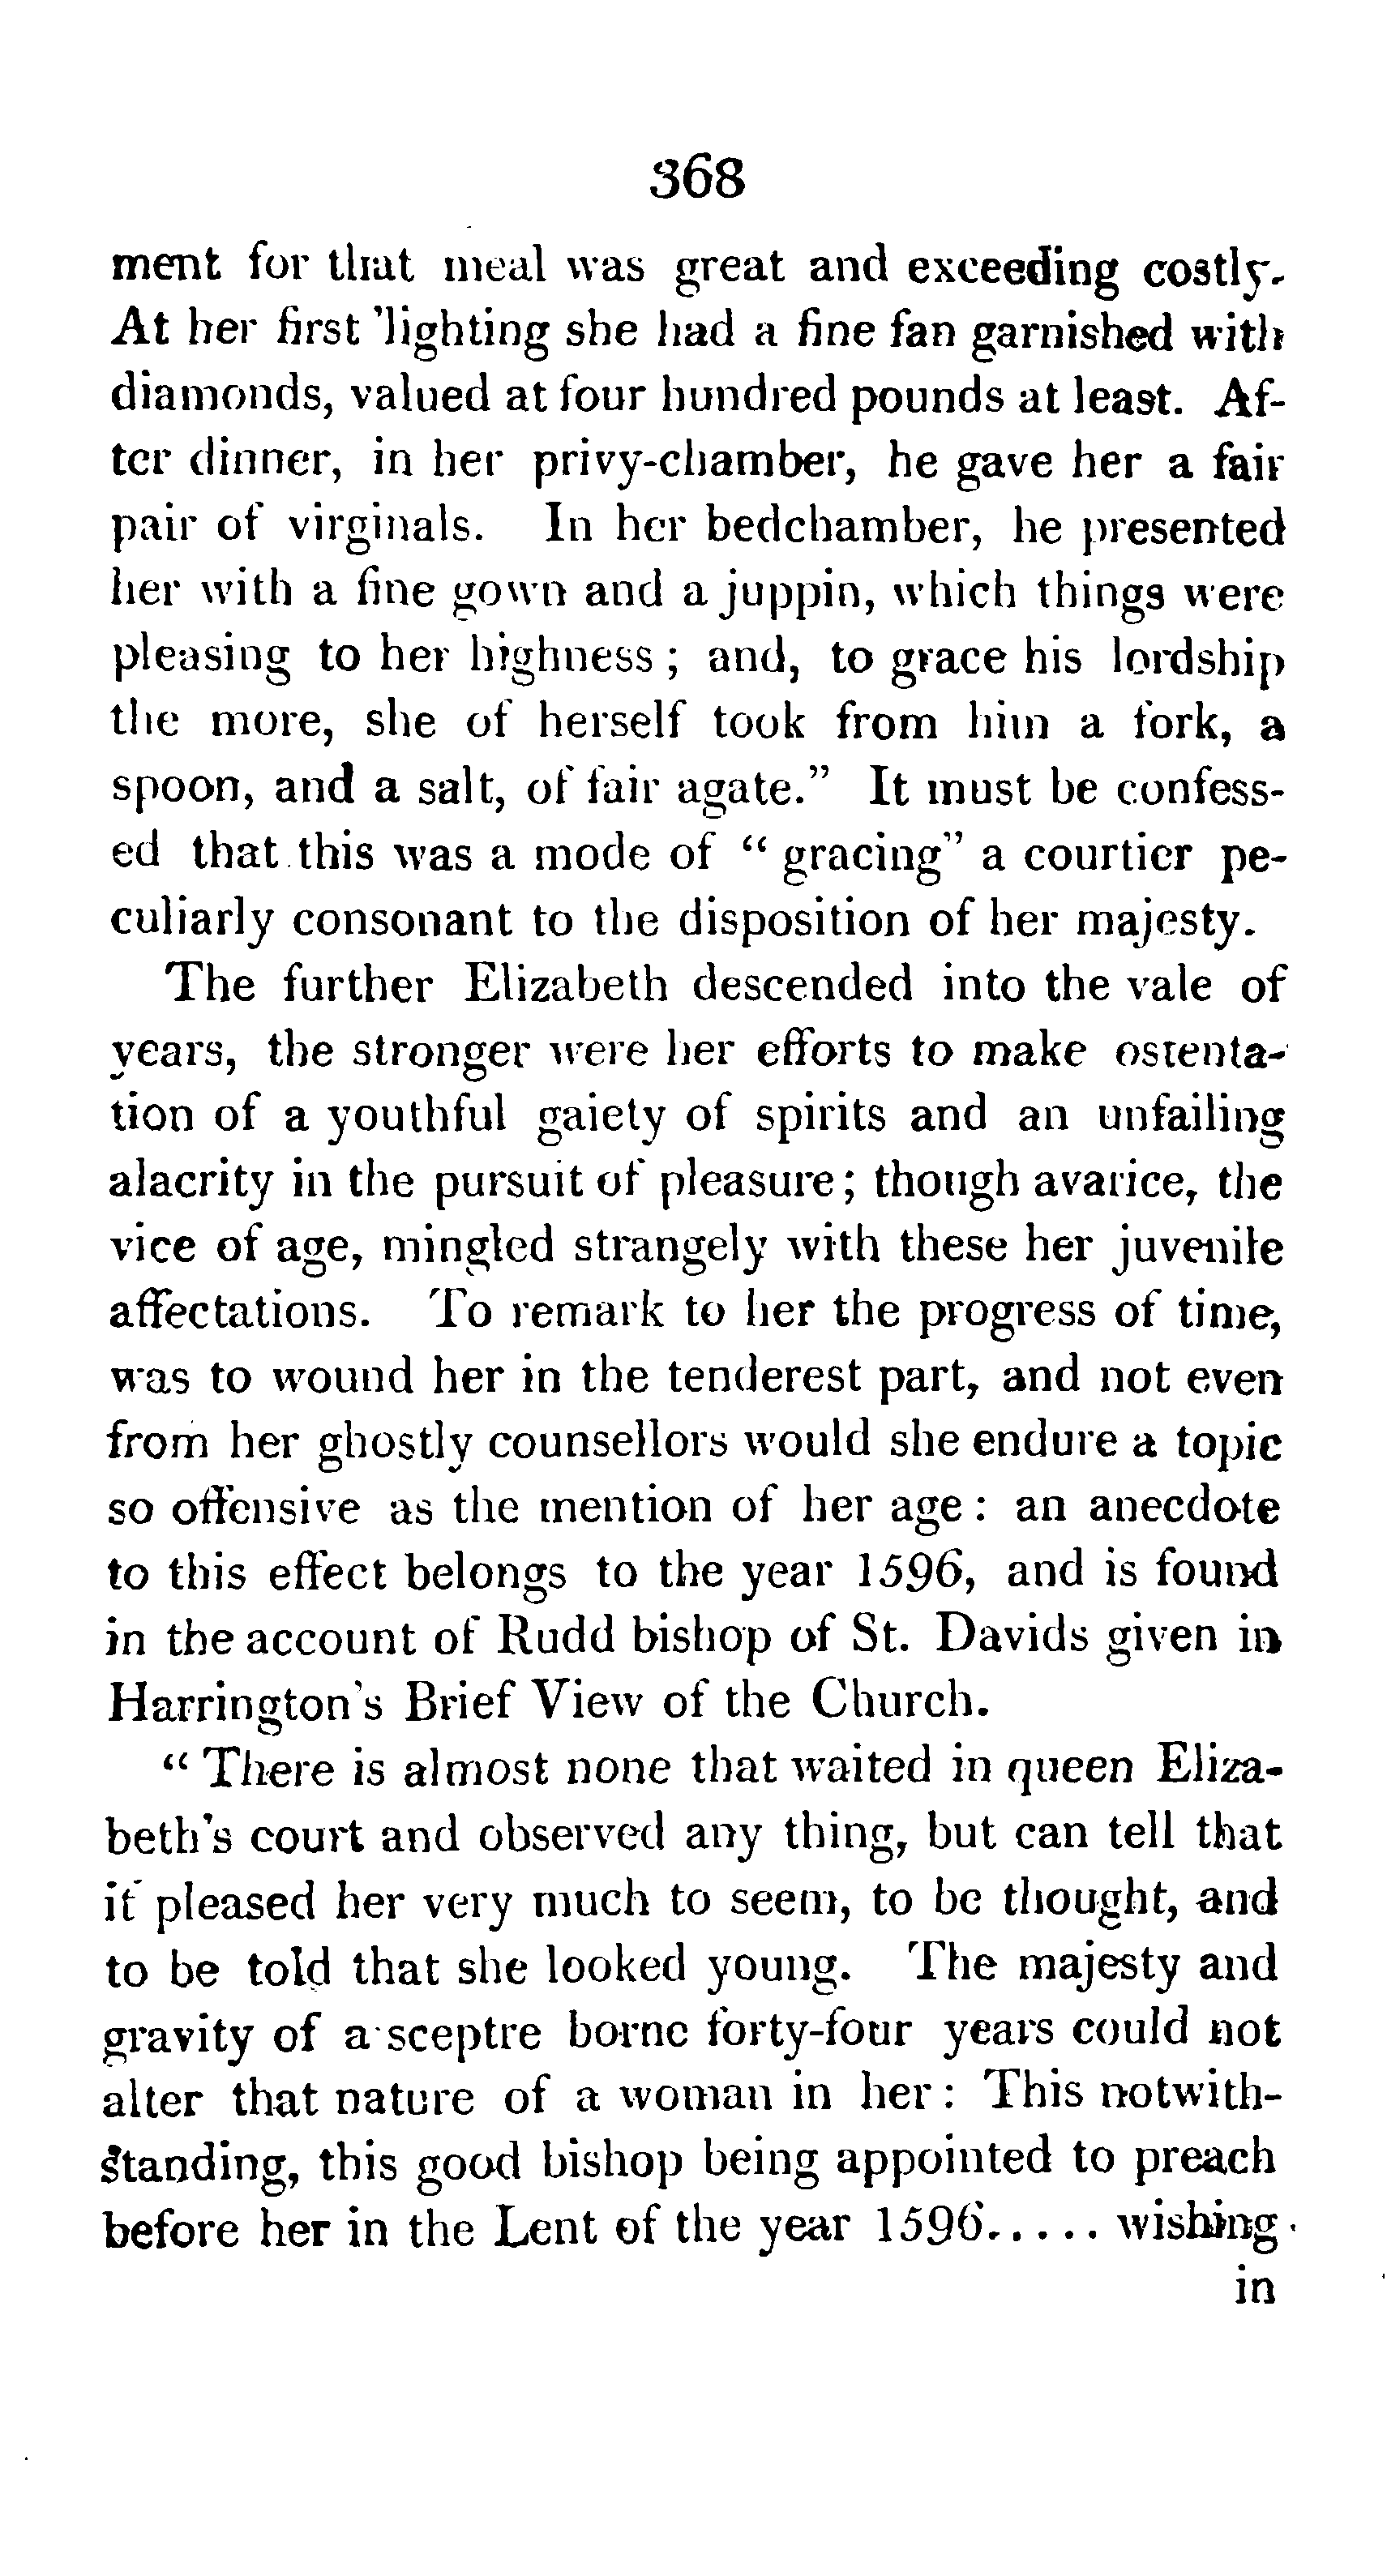 368
ment for that meal was great and exceeding costly.
At her first 'lighting she had a fine fan garnished with
diamonds, valued at four hundred pounds at least. Af-
ter dinner, in her privy-chamber, he gave her a fair
pair of virginals. In her bedchamber, he presented
her with a fine gown and a juppin, which things were
pleasing to her highness; and, to grace his lordship
the more, she of herself took from him a fork, a
spoon, and a salt, of fair agate." It must be confess-
ed that this was a mode of "gracing" a courtier pe-
culiarly consonant to the disposition of her majesty.
The further Elizabeth descended into the vale of
years, the stronger were her efforts to make ostenta-
tion of a youthful gaiety of spirits and an unfailing
alacrity in the pursuit of pleasure; though avarice, the
vice of age, mingled strangely with these her juvenile
affectations. To remark to her the progress of time,
was to wound her in the tenderest part, and not even
from her ghostly counsellors would she endure a topic
so offensive as the mention of her age: an anecdote
to this effect belongs to the year 1596, and is found
in the account of Rudd bishop of St. Davids given in
Harrington's Brief View of the Church.
"There is almost none that waited in queen Eliza-
beth's court and observed any thing, but can tell that
it pleased her very much to seem, to be thought, and
to be told that she looked young. The majesty and
gravity of a sceptre borne forty-four years could not
alter that nature of a woman in her: This notwith-
standing, this good bishop being appointed to preach
before her in the Lent of the year 1596..... wishing
in